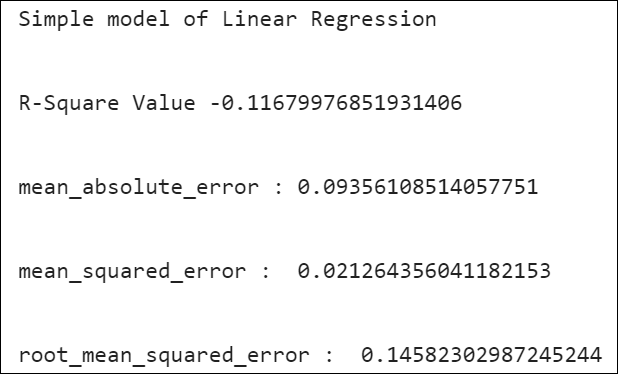 Simple model of Linear Regression
R-Square Value -0.11679976851931406
mean_absolute_error : 0.09356108514057751
mean_squared_error :  0.021264356041182153
root_mean_squared_error :  0.14582302987245244